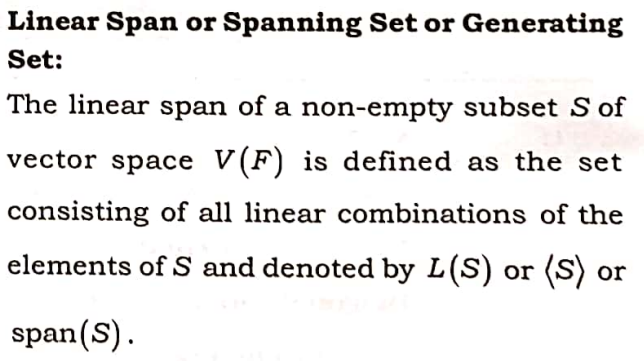 Linear Span or Spanning Set or Generating
Set:
The linear span of a non-empty subset S of
vector space V(F) is defined as the set
consisting of all linear combinations of the
elements of S and denoted by L(S) or ⟨S⟩ or
span(S).